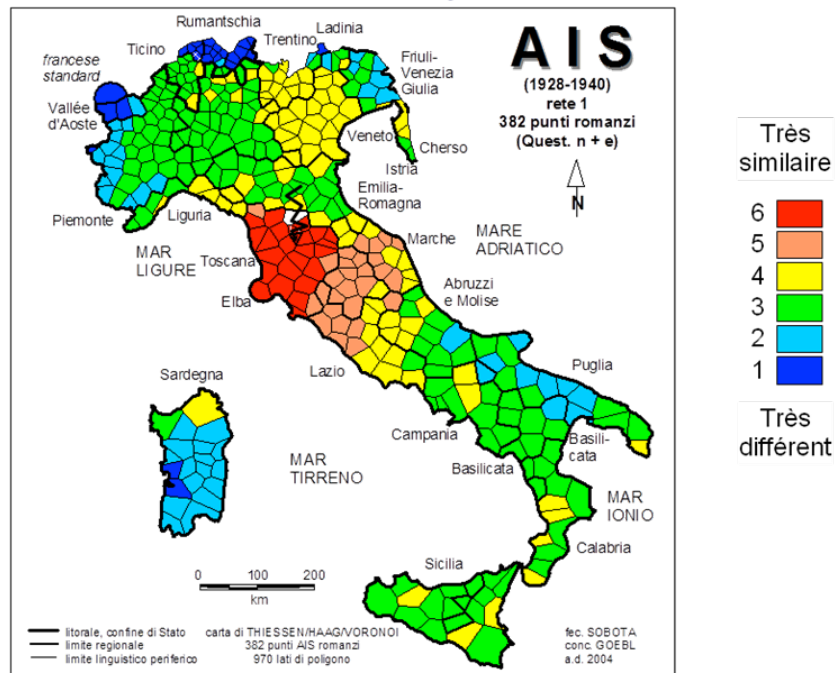 Rumantschia
Ladinia
Trentino
Ticino
francese
standard
Friuli-
Venezia
Giulia
Vallée
d'Aoste
AIS
(1928-1940)
rete 1
382 punti romanzi
(Quest. n + e)
N
Veneto
Cherso
Istria
Emilia-
Romagna
Piemonte
Liguria
MAR
LIGURE
Toscana
Elba
Marche
MARE
ADRIATICO
Abruzzi
e Molise
Lazio
Puglia
Sardegna
Campania
Basilicata
Basili-
cata
MAR
TIRRENO
MAR
IONIO
Calabria
Sicilia
0 100 200
km
litorale, confine di Stato
limite regionale
limite linguistico periferico
carta di THIESSEN/HAAG/VORONOI
382 punti AIS romanzi
970 lati di poligono
fec. SOBOTA
conc. GOEBL
a.d. 2004
Très
similaire
6
5
4
3
2
1
Très
différent